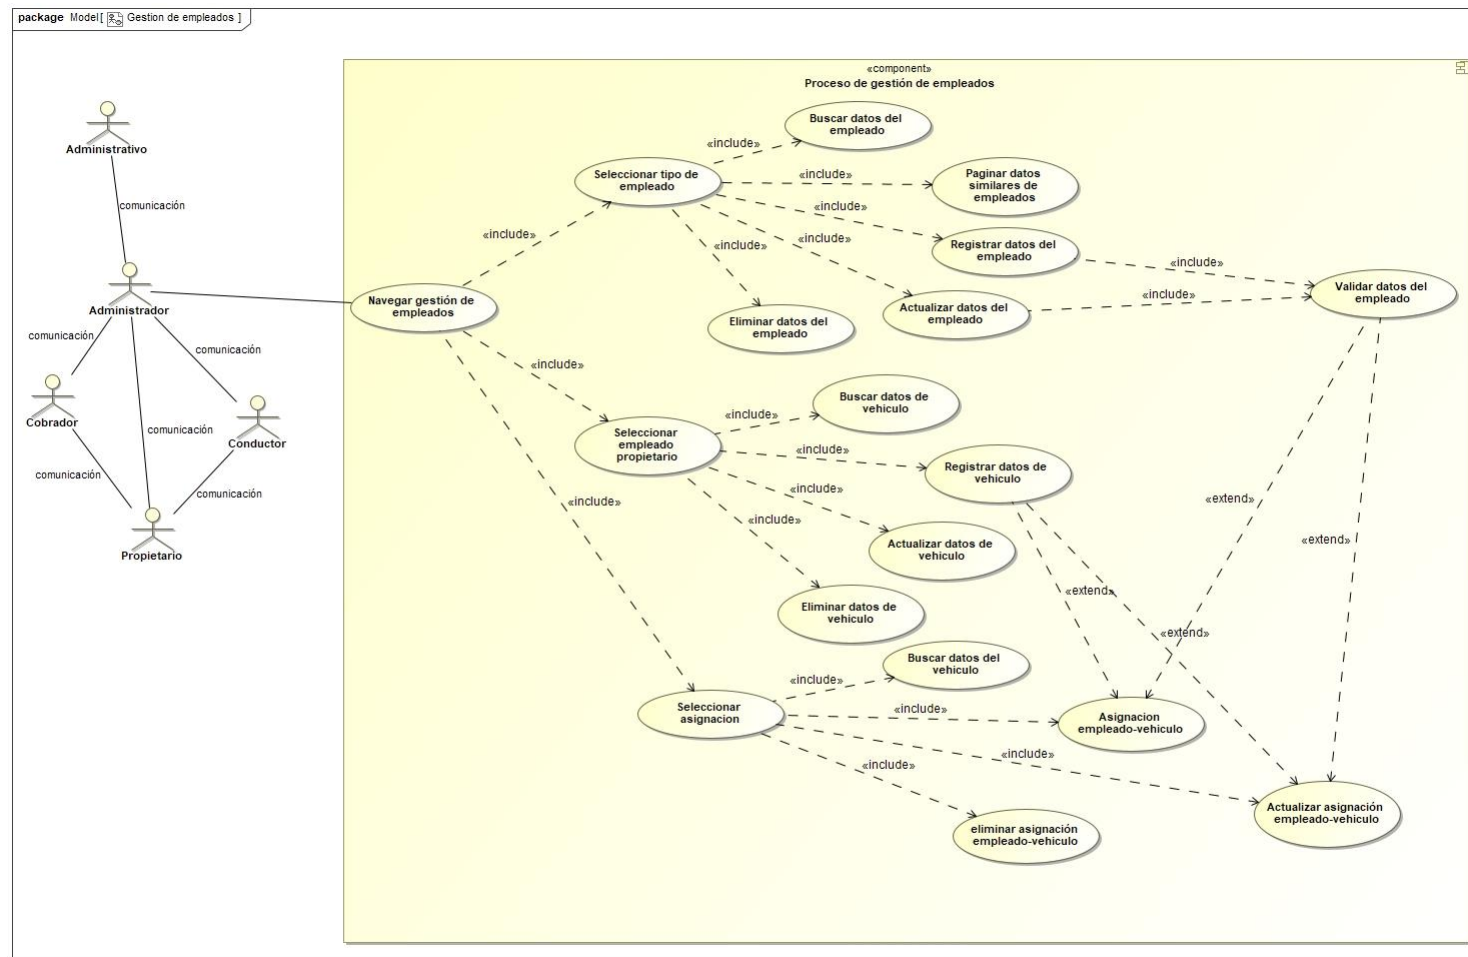 package Model[ Gestion de empleados ]
«component»
Proceso de gestión de empleados
Administrativo
comunicación
Administrador
comunicación
comunicación
Cobrador
comunicación
Conductor
comunicación
comunicación
Propietario
Navegar gestión de
empleados
«include»
«include»
«include»
Seleccionar tipo de
empleado
«include»
«include»
«include»
«include»
«include»
Buscar datos del
empleado
Paginar datos
similares de
empleados
Registrar datos del
empleado
Actualizar datos del
empleado
Eliminar datos del
empleado
«include»
«include»
Validar datos del
empleado
Seleccionar
empleado
propietario
«include»
«include»
«include»
«include»
Buscar datos de
vehiculo
Registrar datos de
vehiculo
Actualizar datos de
vehiculo
Eliminar datos de
vehiculo
«extend»
«extend»
«extend»
«extend»
Seleccionar
asignacion
«include»
«include»
«include»
«include»
Buscar datos del
vehiculo
Asignacion
empleado-vehiculo
Actualizar asignación
empleado-vehiculo
eliminar asignación
empleado-vehiculo